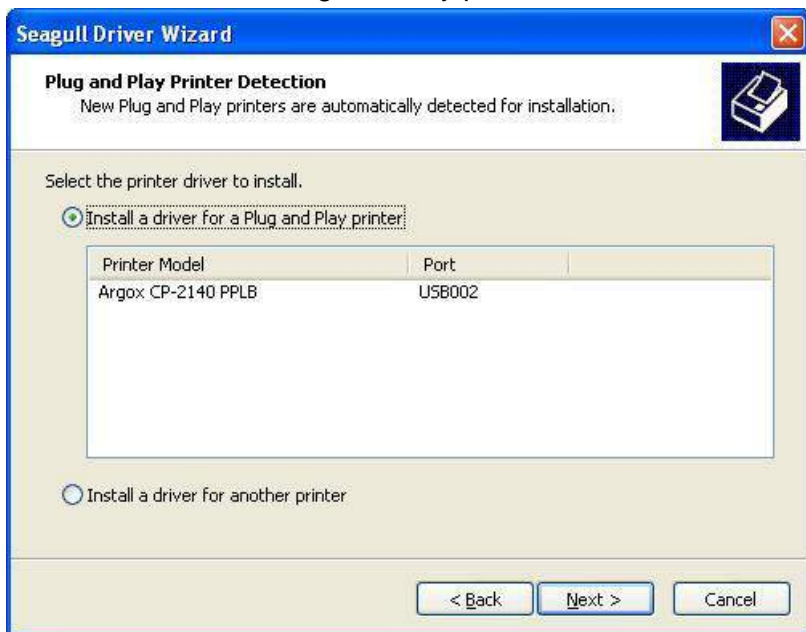 Seagull Driver Wizard
Plug and Play Printer Detection
New Plug and Play printers are automatically detected for installation.
Select the printer driver to install.
Install a driver for a Plug and Play printer
Printer Model Port
Argox CP-2140 PPLB USB002
Install a driver for another printer
< Back Next > Cancel